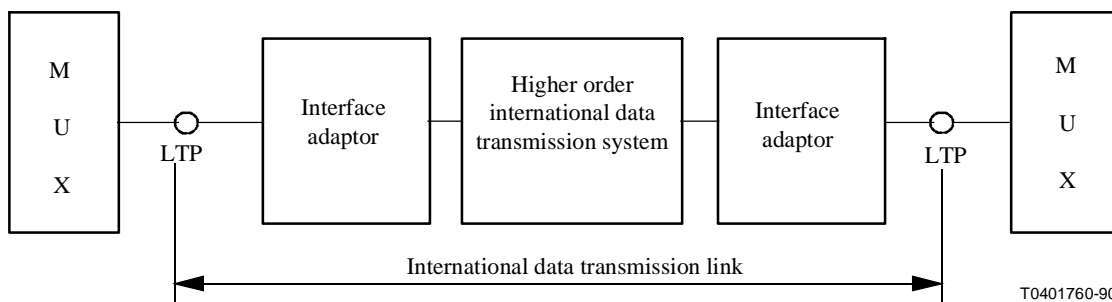 M
U
X
LTP
Interface
adaptor
Higher order
international data
transmission system
Interface
adaptor
LTP
M
U
X
International data transmission link
T0401760-90